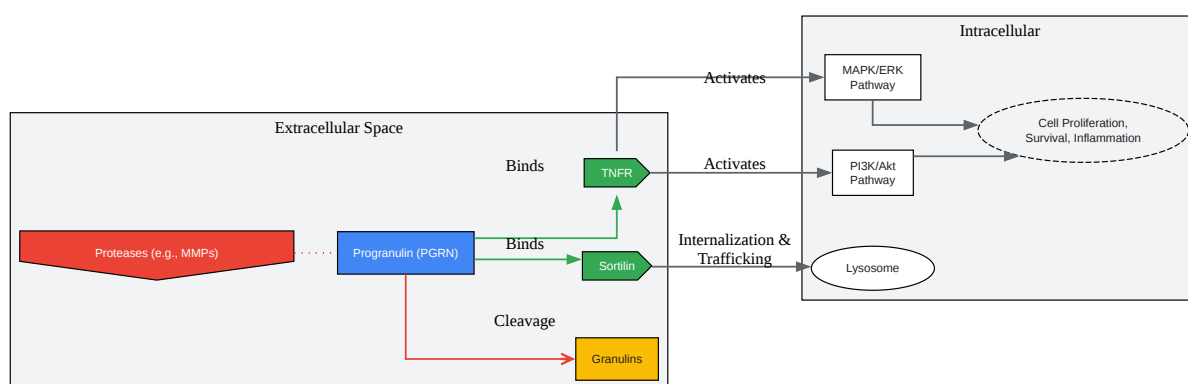 Intracellular
MAPK/ERK
Pathway
Activates
Cell Proliferation,
Survival, Inflammation
Extracellular Space
Binds
TNFR
Activates
PI3K/Akt
Pathway
Proteases (e.g., MMPs)
Progranulin (PGRN)
Binds
Sortilin
Internalization &
Trafficking
Lysosome
Cleavage
Granulins